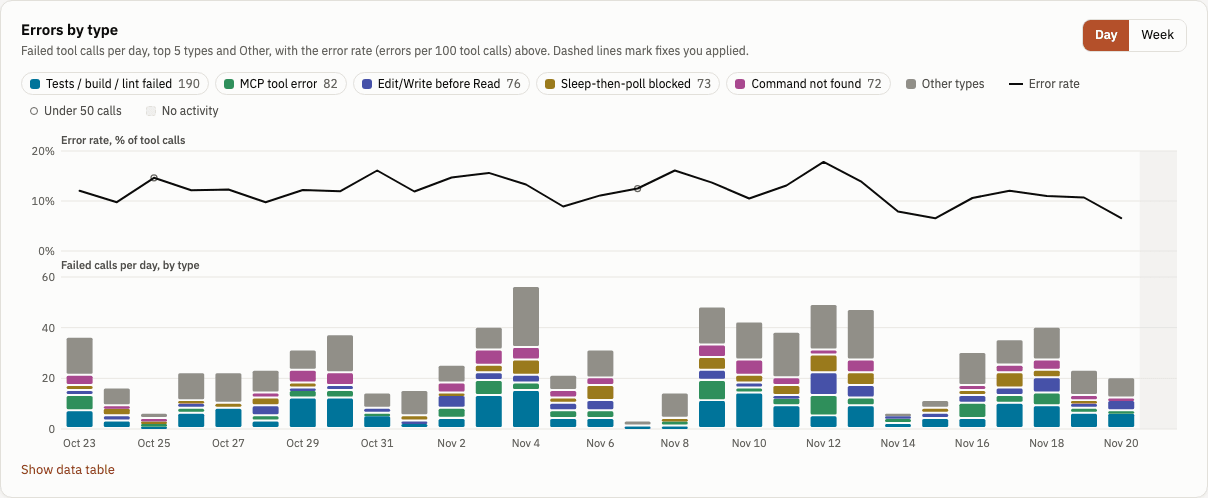 Errors by type
Failed tool calls per day, top 5 types and Other, with the error rate (errors per 100 tool calls) above. Dashed lines mark fixes you applied.
Day Week
Tests / build / lint failed 190 MCP tool error 82 Edit/Write before Read 76 Sleep-then-poll blocked 73 Command not found 72 Other types Error rate
Under 50 calls No activity
Error rate, % of tool calls
20%
10%
0%
Failed calls per day, by type
60
40
20
0
Oct 23 Oct 25 Oct 27 Oct 29 Oct 31 Nov 2 Nov 4 Nov 6 Nov 8 Nov 10 Nov 12 Nov 14 Nov 16 Nov 18 Nov 20
Show data table